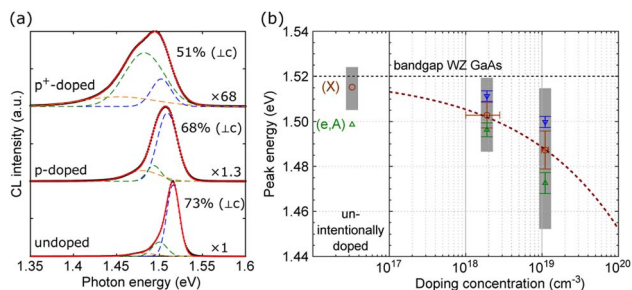 (a)
CL intensity (a.u.)
51% (⊥c)
p⁺-doped
×68
68% (⊥c)
p-doped
×1.3
73% (⊥c)
undoped
×1
1.35 1.4 1.45 1.5 1.55 1.6
Photon energy (eV)
(b)
Peak energy (eV)
1.54
1.52
1.50
1.48
1.46
1.44
bandgap WZ GaAs
(X)
(e,A)
un-
intentionally
doped
10¹⁷ 10¹⁸ 10¹⁹ 10²⁰
Doping concentration (cm⁻³)